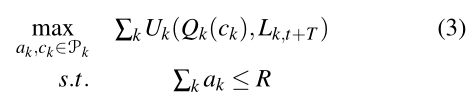 max_{a_k,c_k∈𝒫_k} ∑_k U_k(Q_k(c_k), L_{k,t+T}) (3)
s.t. ∑_k a_k ≤ R